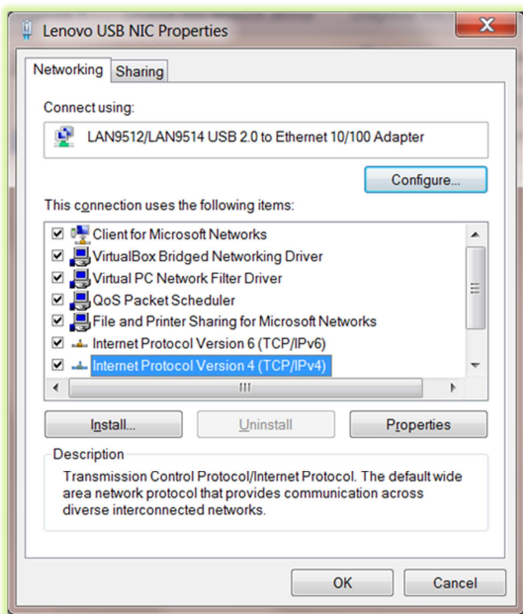 Lenovo USB NIC Properties
Networking Sharing
Connect using:
LAN9512/LAN9514 USB 2.0 to Ethernet 10/100 Adapter
Configure...
This connection uses the following items:
Client for Microsoft Networks
VirtualBox Bridged Networking Driver
Virtual PC Network Filter Driver
QoS Packet Scheduler
File and Printer Sharing for Microsoft Networks
Internet Protocol Version 6 (TCP/IPv6)
Internet Protocol Version 4 (TCP/IPv4)
Install... Uninstall Properties
Description
Transmission Control Protocol/Internet Protocol. The default wide
area network protocol that provides communication across
diverse interconnected networks.
OK Cancel